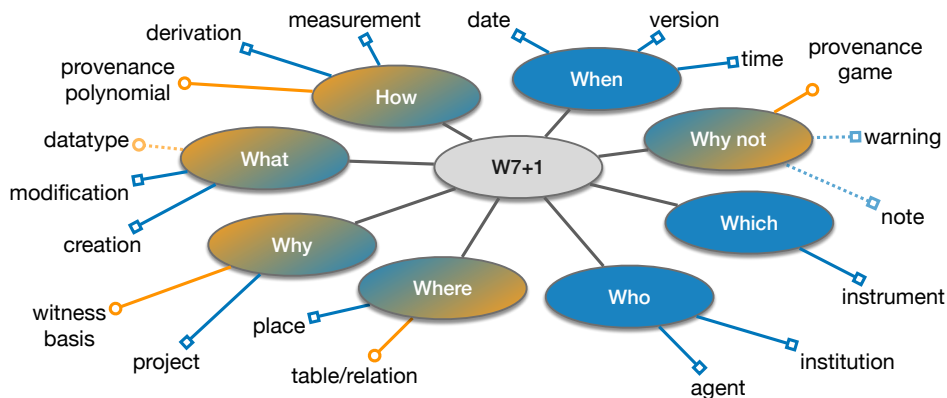 measurement
date
version
derivation
provenance
game
time
provenance
polynomial
When
How
datatype
Why not
warning
What
W7+1
modification
note
Which
creation
Why
Where
Who
instrument
witness
basis
place
project
table/relation
institution
agent